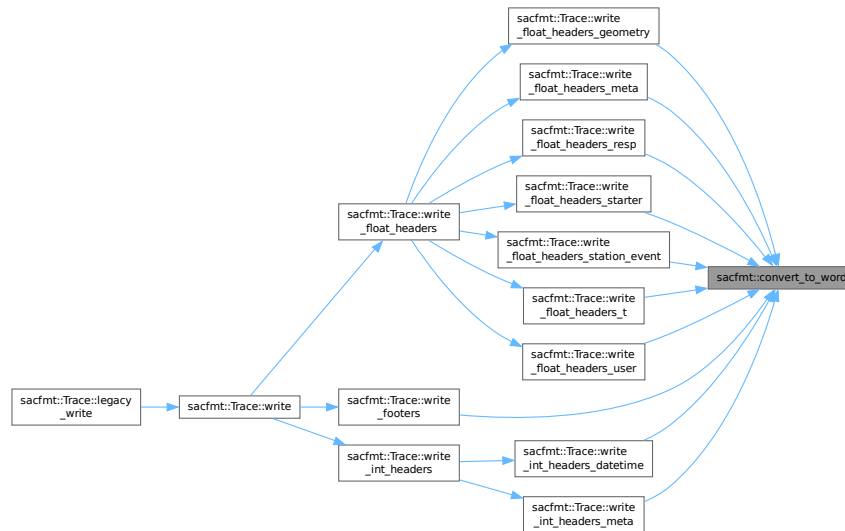 sacfmt::Trace::write
_float_headers_geometry
sacfmt::Trace::write
_float_headers_meta
sacfmt::Trace::write
_float_headers_resp
sacfmt::Trace::write
_float_headers_starter
sacfmt::Trace::write
_float_headers
sacfmt::Trace::write
_float_headers_station_event
sacfmt::convert_to_word
sacfmt::Trace::write
_float_headers_t
sacfmt::Trace::write
_float_headers_user
sacfmt::Trace::legacy
_write
sacfmt::Trace::write
sacfmt::Trace::write
_footers
sacfmt::Trace::write
_int_headers
sacfmt::Trace::write
_int_headers_datetime
sacfmt::Trace::write
_int_headers_meta